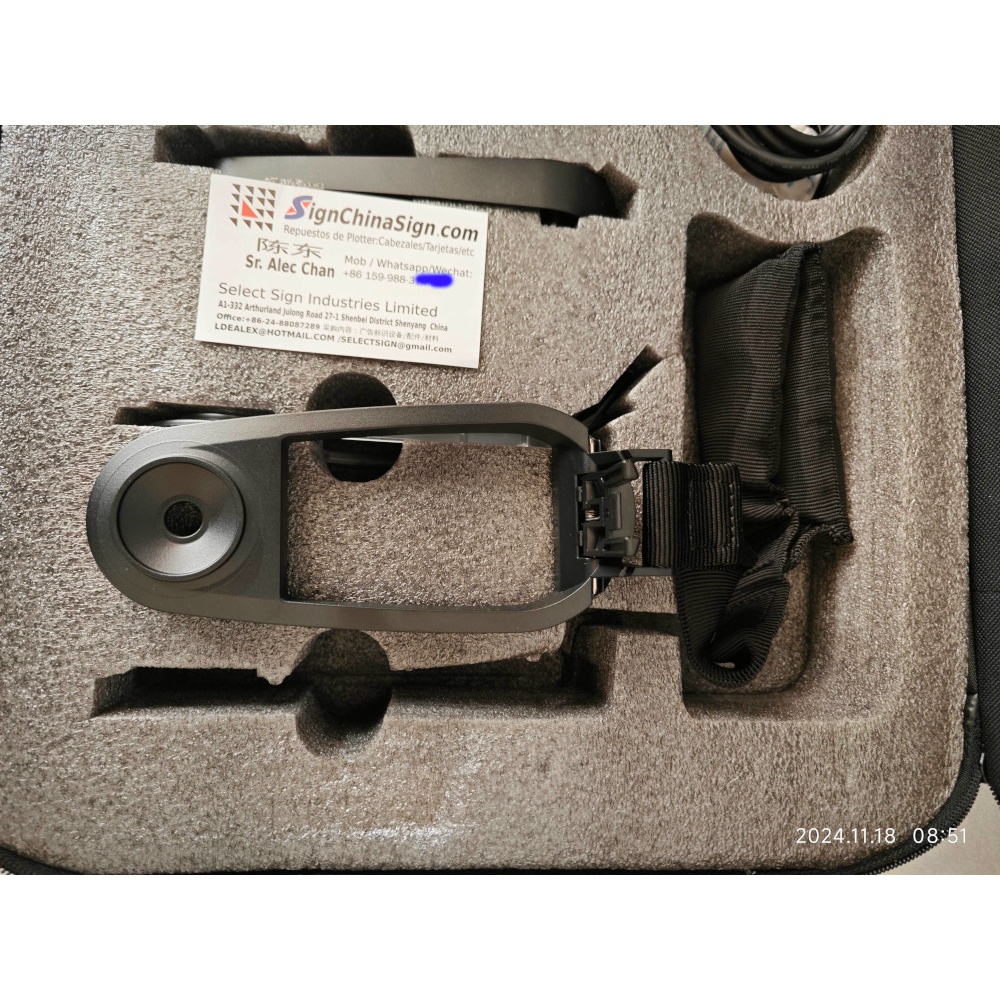 SignChinaSign.com
Repuestos de Plotter:Cabezales/Tarjetas/etc
陈东
Sr. Alec Chan
Mob / Whatsapp/Wechat:
+86 159-988-3
Select Sign Industries Limited
A1-332 Arthurland Julong Road 27-1 Shenbei District Shenyang China
Office:+86-24-88087289 采购内容:广告标识设备/配件/材料
LDEALEX@HOTMAIL.COM /SELECTSIGN@gmail.com
2024.11.18 08:51